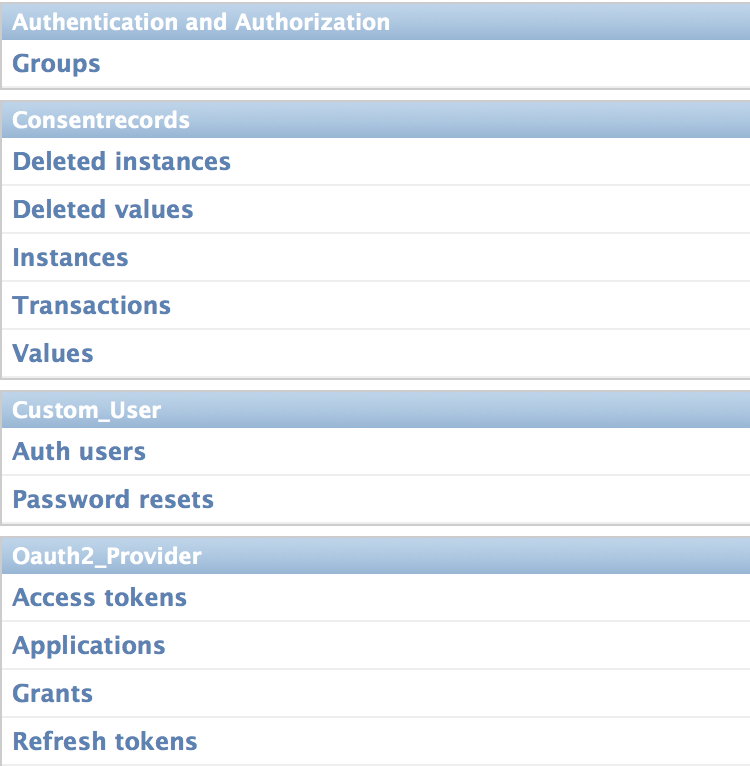 Authentication and Authorization
Groups
Consentrecords
Deleted instances
Deleted values
Instances
Transactions
Values
Custom_User
Auth users
Password resets
Oauth2_Provider
Access tokens
Applications
Grants
Refresh tokens